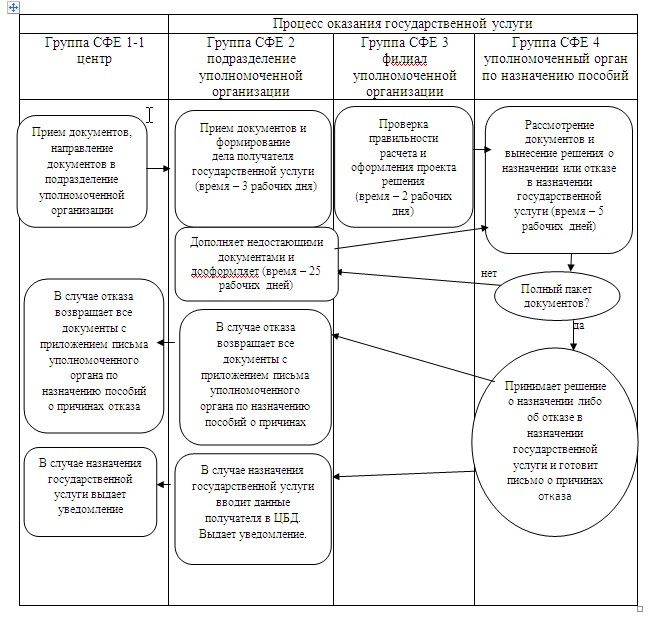 Процесс оказания государственной услуги
Группа СФЕ 1-1
центр
Группа СФЕ 2
подразделение
уполномоченной
организации
Группа СФЕ 3
филиал
уполномоченной
организации
Группа СФЕ 4
уполномоченный орган
по назначению пособий
Прием документов,
направление
документов в
подразделение
уполномоченной
организации
Прием документов и
формирование
дела получателя
государственной услуги
(время – 3 рабочих дня)
Проверка
правильности
расчета и
оформления проекта
решения
(время – 2 рабочих
дня)
Рассмотрение
документов и
вынесение решения о
назначении или отказе
в назначении
государственной
услуги (время – 5
рабочих дней)
Дополняет недостающими
документами и
дооформляет (время – 25
рабочих дней)
нет
Полный пакет
документов?
да
В случае отказа
возвращает все
документы с
приложением письма
уполномоченного
органа по
назначению пособий
о причинах отказа
В случае отказа
возвращает все
документы с
приложением письма
уполномоченного
органа по назначению
пособий о причинах
Принимает решение
о назначении либо
об отказе в
назначении
государственной
услуги и готовит
письмо о причинах
отказа
В случае назначения
государственной
услуги выдает
уведомление
В случае назначения
государственной услуги
вводит данные
получателя в ЦБД.
Выдает уведомление.